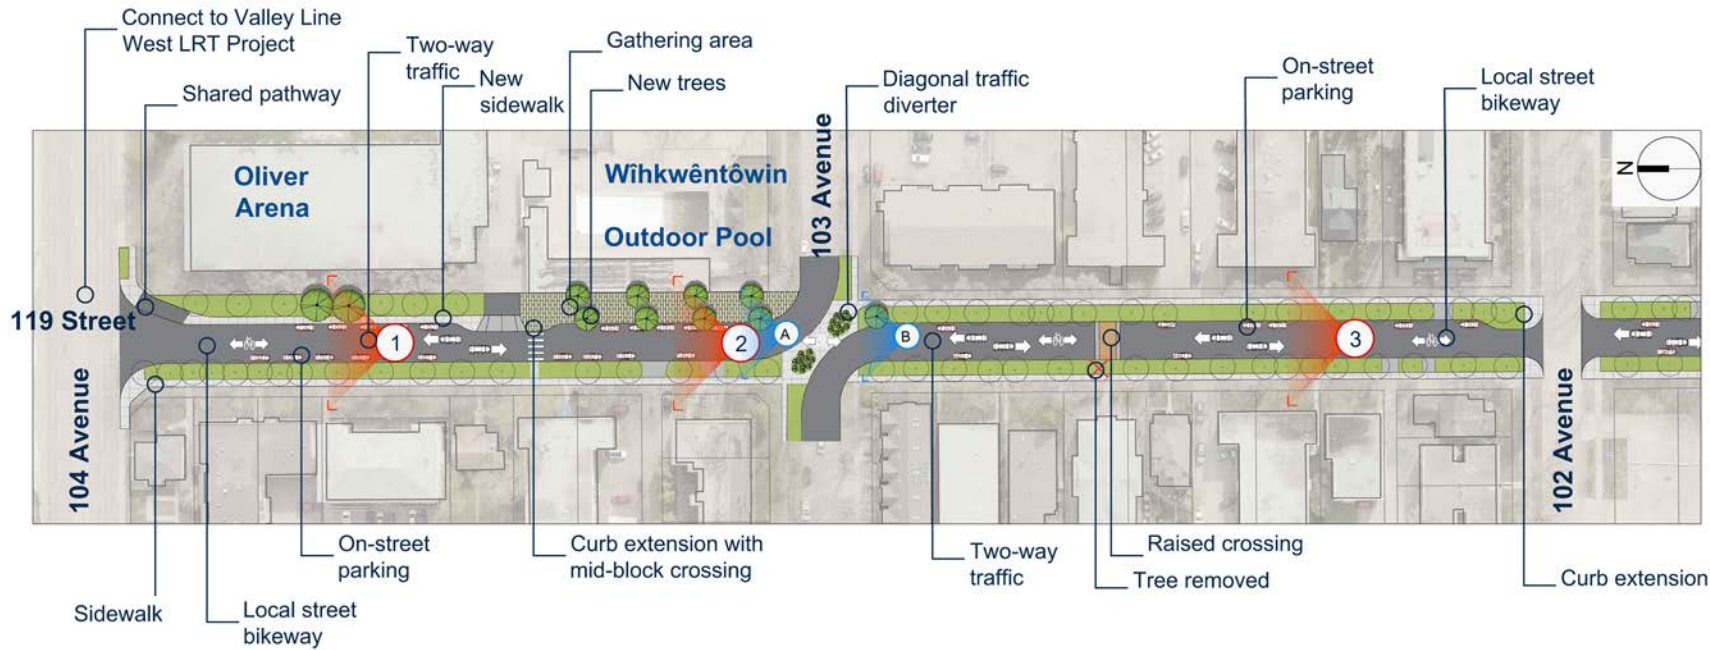 Connect to Valley Line
West LRT Project
Shared pathway
Two-way
traffic
New
sidewalk
Gathering area
New trees
Diagonal traffic
diverter
On-street
parking
Local street
bikeway
Oliver
Arena
Wîhkwêntôwin
Outdoor Pool
103 Avenue
N
119 Street
1
2
A
B
3
104 Avenue
102 Avenue
Sidewalk
Local street
bikeway
On-street
parking
Curb extension with
mid-block crossing
Two-way
traffic
Raised crossing
Tree removed
Curb extension